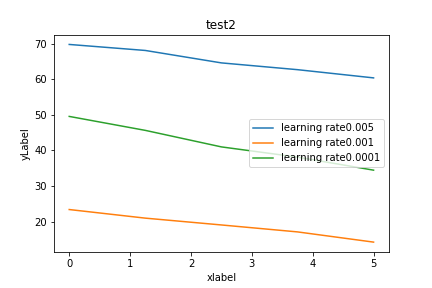 test2
yLabel
70
60
50
40
30
20
learning rate0.005
learning rate0.001
learning rate0.0001
0
1
2
3
4
5
xlabel